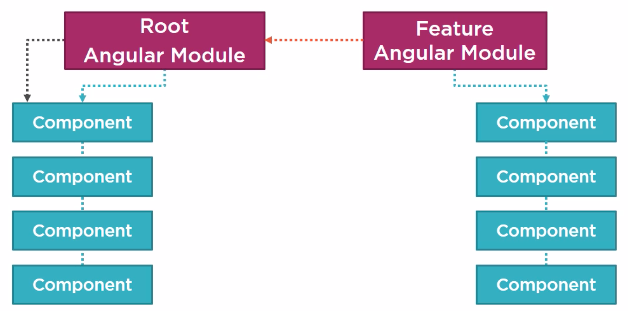 Root
Angular Module
Feature
Angular Module
Component
Component
Component
Component
Component
Component
Component
Component